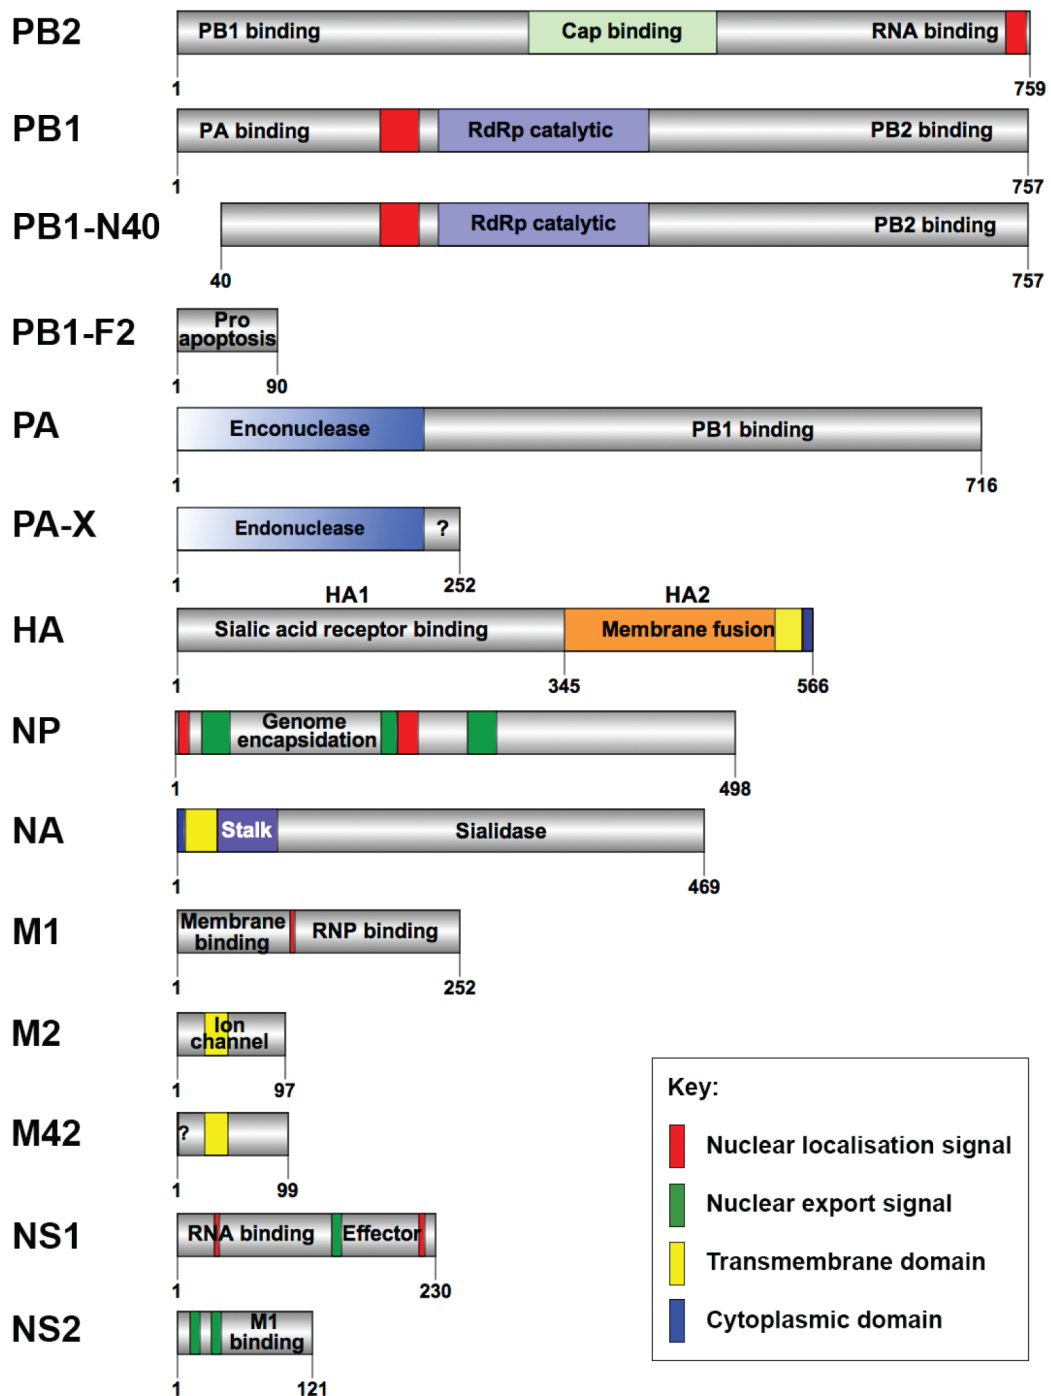 PB2
PB1 binding Cap binding RNA binding
1 759
PB1
PA binding RdRp catalytic PB2 binding
1 757
PB1-N40
RdRp catalytic PB2 binding
40 757
PB1-F2
Pro
apoptosis
1 90
PA
Enconuclease PB1 binding
1 716
PA-X
Endonuclease ?
1 252
HA1 HA2
HA
Sialic acid receptor binding Membrane fusion
1 345 566
NP
Genome
encapsidation
1 498
NA
Stalk Sialidase
1 469
M1
Membrane
binding RNP binding
1 252
M2
Ion
channel
1 97
M42
?
1 99
NS1
RNA binding Effector
1 230
NS2
M1
binding
1 121
Key:
Nuclear localisation signal
Nuclear export signal
Transmembrane domain
Cytoplasmic domain